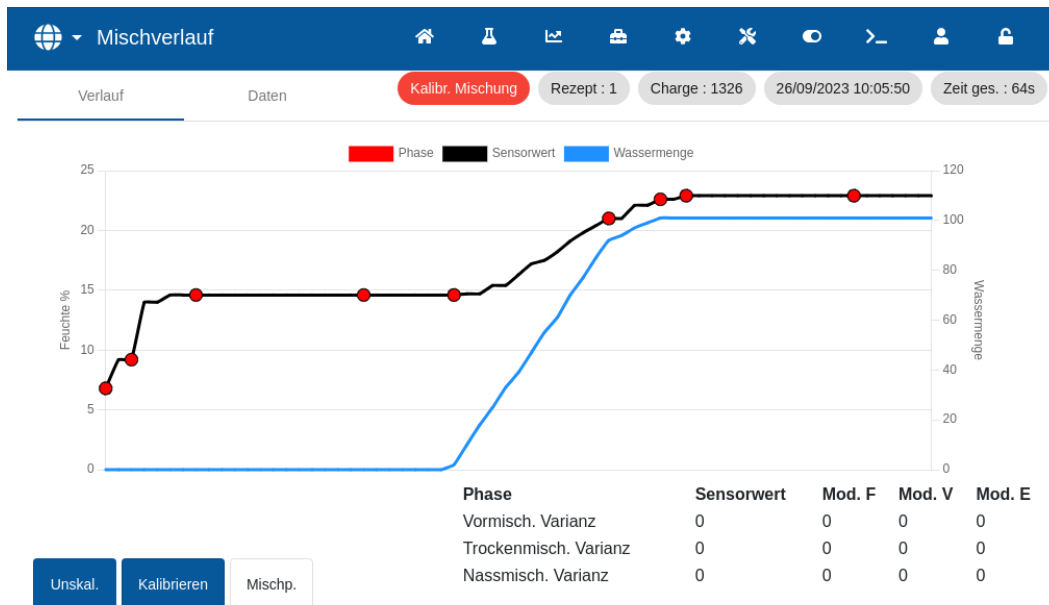 Mischverlauf
Verlauf Daten Kalibr. Mischung Rezept : 1 Charge : 1326 26/09/2023 10:05:50 Zeit ges. : 64s
Phase Sensorwert Wassermenge
25
20
15
10
5
0
Feuchte %
120
100
80
60
40
20
0
Wassermenge
Phase Sensorwert Mod. F Mod. V Mod. E
Vormisch. Varianz 0 0 0 0
Trockenmisch. Varianz 0 0 0 0
Nassmisch. Varianz 0 0 0 0
Unskal. Kalibrieren Mischp.